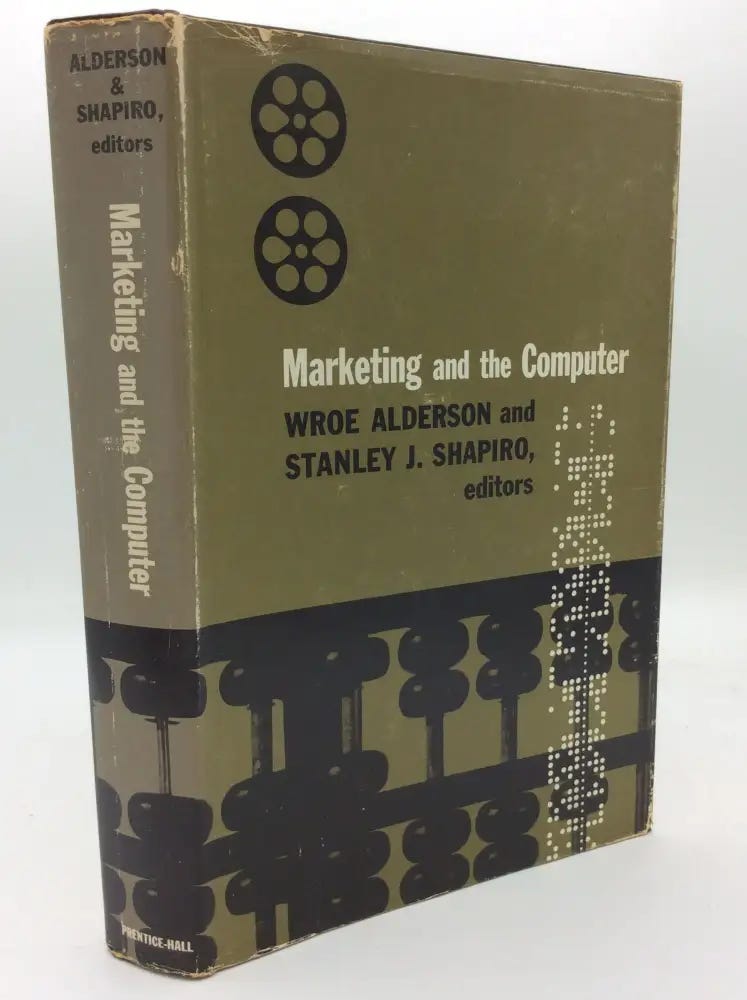 ALDERSON
&
SHAPIRO,
editors
Marketing and the Computer
PRENTICE-HALL
Marketing and the Computer
WROE ALDERSON and
STANLEY J. SHAPIRO,
editors